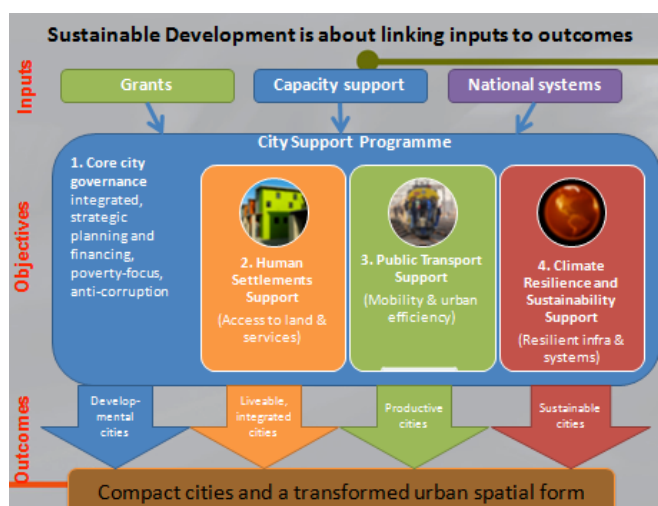 Sustainable Development is about linking inputs to outcomes
Inputs
Grants
Capacity support
National systems
City Support Programme
Objectives
1. Core city
governance
integrated,
strategic
planning and
financing,
poverty-focus,
anti-corruption
2. Human
Settlements
Support
(Access to land &
services)
3. Public Transport
Support
(Mobility & urban
efficiency)
4. Climate
Resilience and
Sustainability
Support
(Resilient infra &
systems)
Outcomes
Develop-
mental
cities
Liveable,
integrated
cities
Productive
cities
Sustainable
cities
Compact cities and a transformed urban spatial form